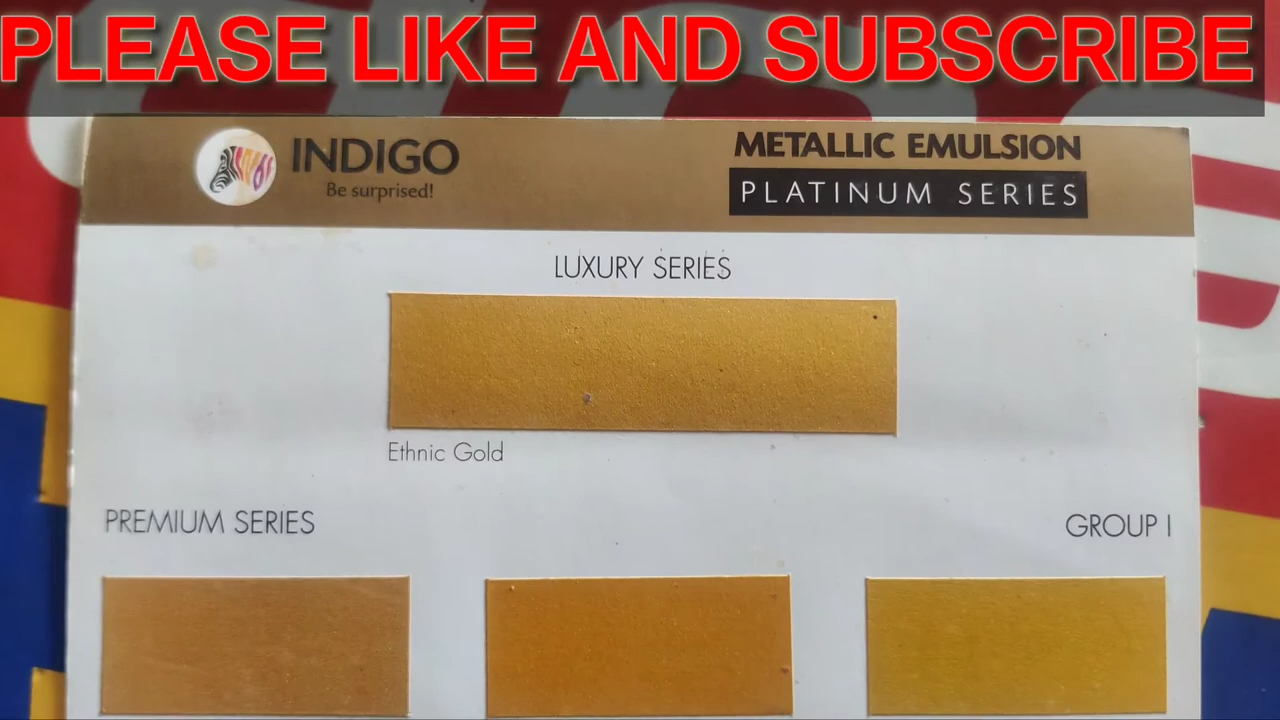 PLEASE LIKE AND SUBSCRIBE
INDIGO
Be surprised!
METALLIC EMULSION
PLATINUM SERIES
LUXURY SERIES
Ethnic Gold
PREMIUM SERIES
GROUP I